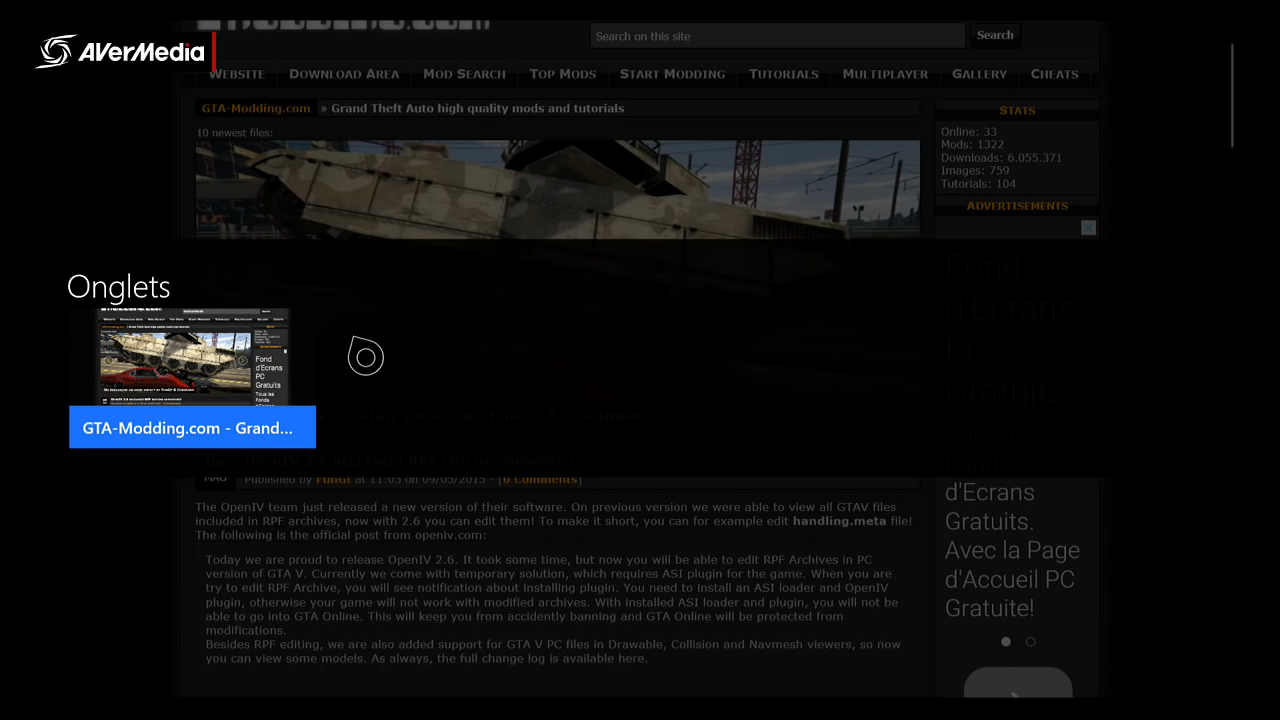 AVerMedia
Search on this site
Search
Website Download Area Mod Search Top Mods Start Modding Tutorials Multiplayer Gallery Cheats
GTA-Modding.com » Grand Theft Auto high quality mods and tutorials
10 newest files:
Stats
Online: 33
Mods: 1322
Downloads: 6.055.371
Images: 759
Tutorials: 104
Advertisements
Onglets
Fond
d'Ecrans
PC
Gratuits
Tous les
Fonds
GTA-Modding.com - Grand...
Published by FunGt at 11:05 on 09/05/2015 - [0 Comments]
The OpenIV team just released a new version of their software. On previous version we were able to view all GTAV files
included in RPF archives, now with 2.6 you can edit them! To make it short, you can for example edit handling.meta file!
The following is the official post from openiv.com:
Today we are proud to release OpenIV 2.6. It took some time, but now you will be able to edit RPF Archives in PC
version of GTA V. Currently we come with temporary solution, which requires ASI plugin for the game. When you are
try to edit RPF Archive, you will see notification about installing plugin. You need to install an ASI loader and OpenIV
plugin, otherwise your game will not work with modified archives. With installed ASI loader and plugin, you will not be
able to go into GTA Online. This will keep you from accidently banning and GTA Online will be protected from
modifications.
Besides RPF editing, we are also added support for GTA V PC files in Drawable, Collision and Navmesh viewers, so now
you can view some models. As always, the full change log is available here.
Fond
d'Ecrans
PC
Gratuits
Tous les
Fonds
d'Ecrans
Gratuits.
Avec la Page
d'Accueil PC
Gratuite!